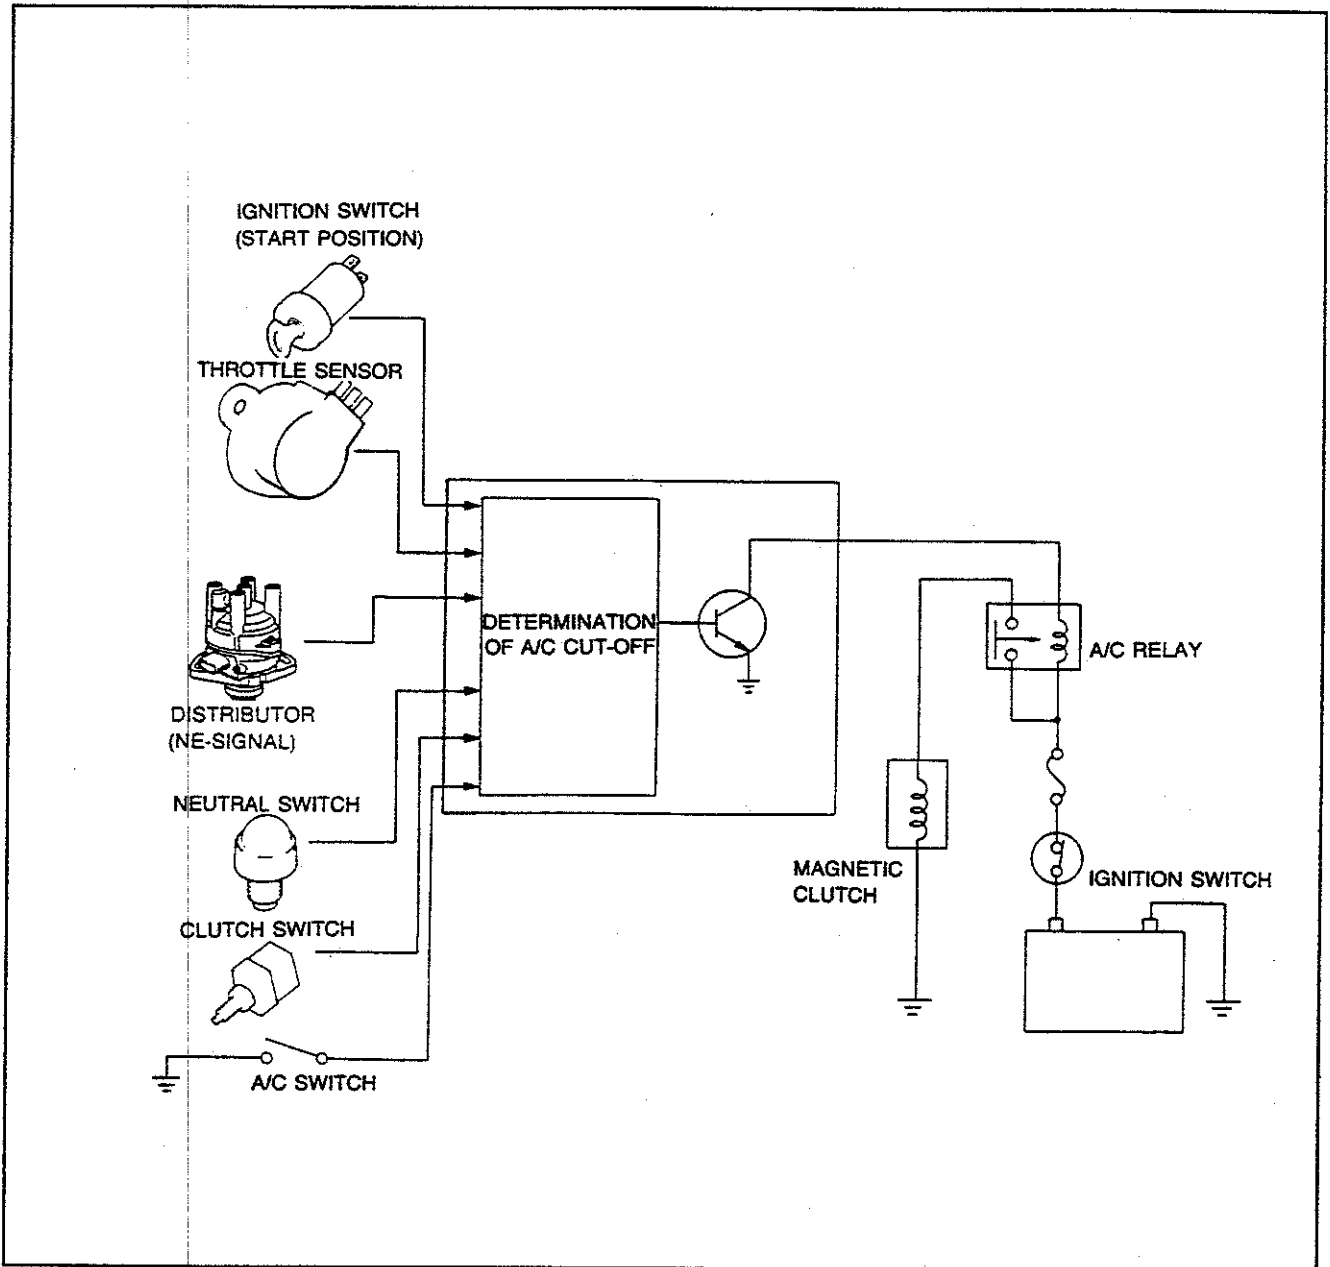 IGNITION SWITCH
(START POSITION)
THROTTLE SENSOR
DETERMINATION
OF A/C CUT-OFF
A/C RELAY
DISTRIBUTOR
(NE-SIGNAL)
NEUTRAL SWITCH
MAGNETIC
CLUTCH
IGNITION SWITCH
CLUTCH SWITCH
A/C SWITCH